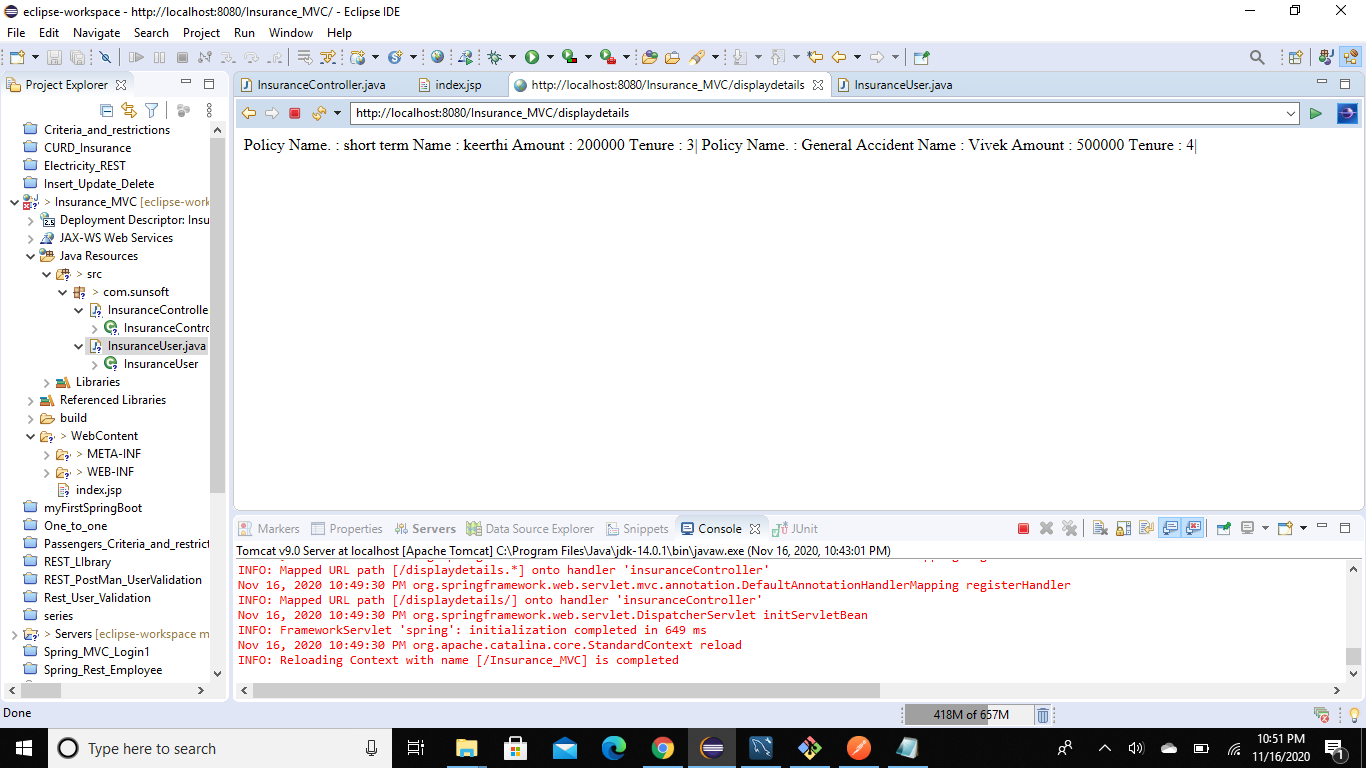 eclipse-workspace - http://localhost:8080/Insurance_MVC/ - Eclipse IDE
File Edit Navigate Search Project Run Window Help
Project Explorer
InsuranceController.java index.jsp http://localhost:8080/Insurance_MVC/displaydetails InsuranceUser.java
http://localhost:8080/Insurance_MVC/displaydetails
Policy Name. : short term Name : keerthi Amount : 200000 Tenure : 3| Policy Name. : General Accident Name : Vivek Amount : 500000 Tenure : 4|
Criteria_and_restrictions
CURD_Insurance
Electricity_REST
Insert_Update_Delete
> Insurance_MVC [eclipse-work
Deployment Descriptor: Insu
JAX-WS Web Services
Java Resources
> src
> com.sunsoft
InsuranceControlle
InsuranceContro
InsuranceUser.java
InsuranceUser
Libraries
Referenced Libraries
build
> WebContent
> META-INF
> WEB-INF
index.jsp
myFirstSpringBoot
One_to_one
Passengers_Criteria_and_restrict
REST_LIbrary
REST_PostMan_UserValidation
Rest_User_Validation
series
> Servers [eclipse-workspace m
Spring_MVC_Login1
Spring_Rest_Employee
Markers Properties Servers Data Source Explorer Snippets Console JUnit
Tomcat v9.0 Server at localhost [Apache Tomcat] C:\Program Files\Java\jdk-14.0.1\bin\javaw.exe (Nov 16, 2020, 10:43:01 PM)
INFO: Mapped URL path [/displaydetails.*] onto handler 'insuranceController'
Nov 16, 2020 10:49:30 PM org.springframework.web.servlet.mvc.annotation.DefaultAnnotationHandlerMapping registerHandler
INFO: Mapped URL path [/displaydetails/] onto handler 'insuranceController'
Nov 16, 2020 10:49:30 PM org.springframework.web.servlet.DispatcherServlet initServletBean
INFO: FrameworkServlet 'spring': initialization completed in 649 ms
Nov 16, 2020 10:49:30 PM org.apache.catalina.core.StandardContext reload
INFO: Reloading Context with name [/Insurance_MVC] is completed
Done
418M of 657M
Type here to search
10:51 PM
11/16/2020
1